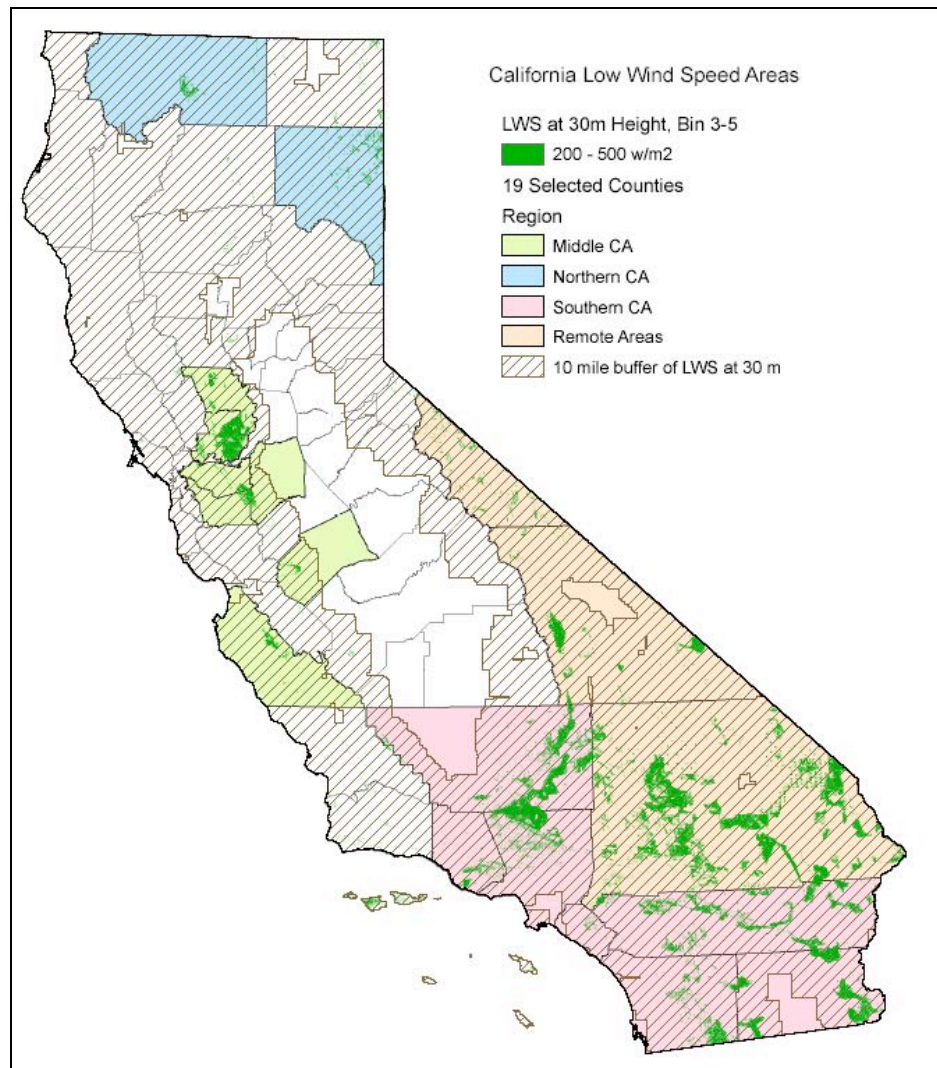 California Low Wind Speed Areas
LWS at 30m Height, Bin 3-5
200 - 500 w/m2
19 Selected Counties
Region
Middle CA
Northern CA
Southern CA
Remote Areas
10 mile buffer of LWS at 30 m